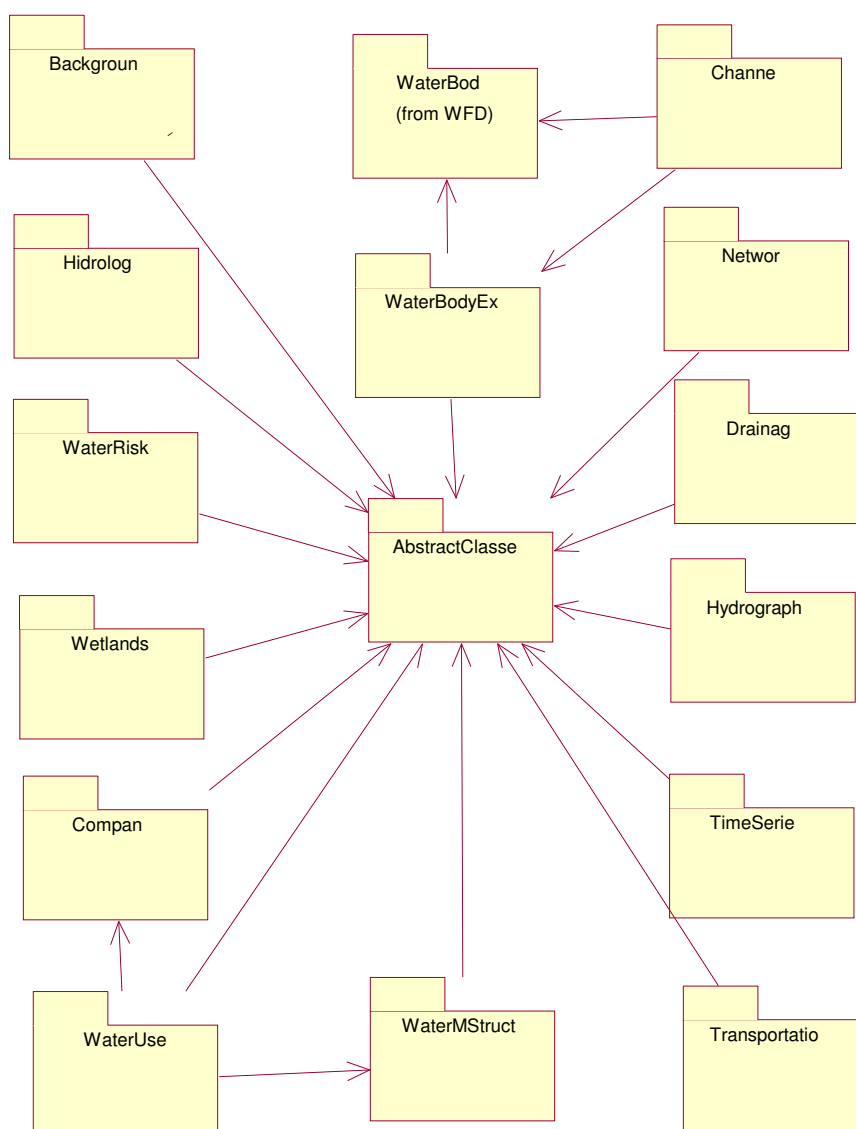 Backgroun
WaterBod
(from WFD)
Channe
Hidrolog
WaterBodyEx
Networ
WaterRisk
Drainag
AbstractClasse
Wetlands
Hydrograph
Compan
TimeSerie
WaterUse
WaterMStruct
Transportatio